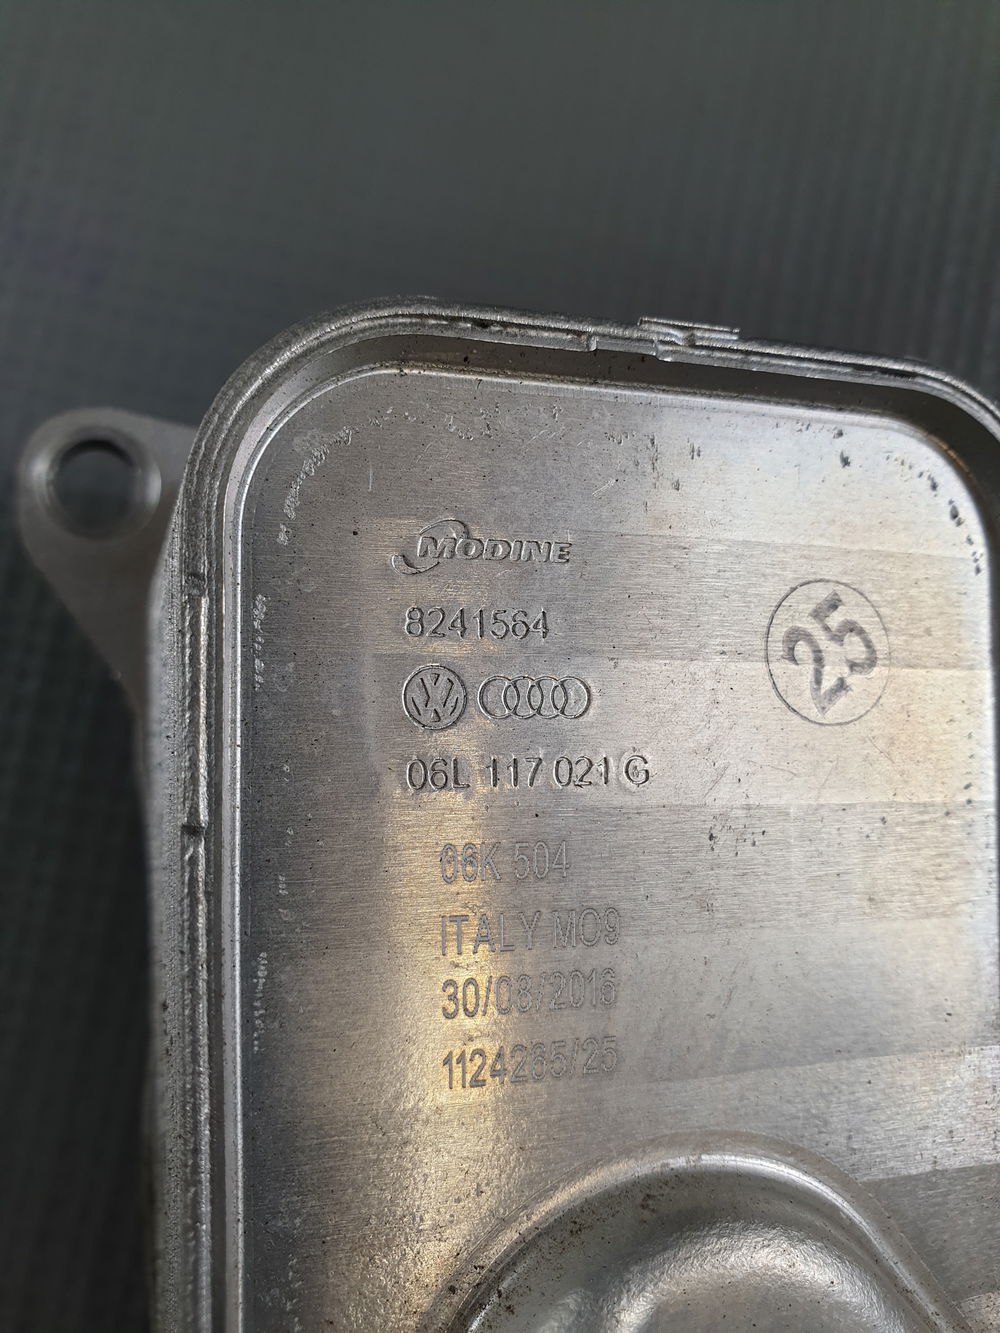 MODINE
8241564
25
06L 117 021 G
06K 504
ITALY M09
30/08/2016
1124265/25